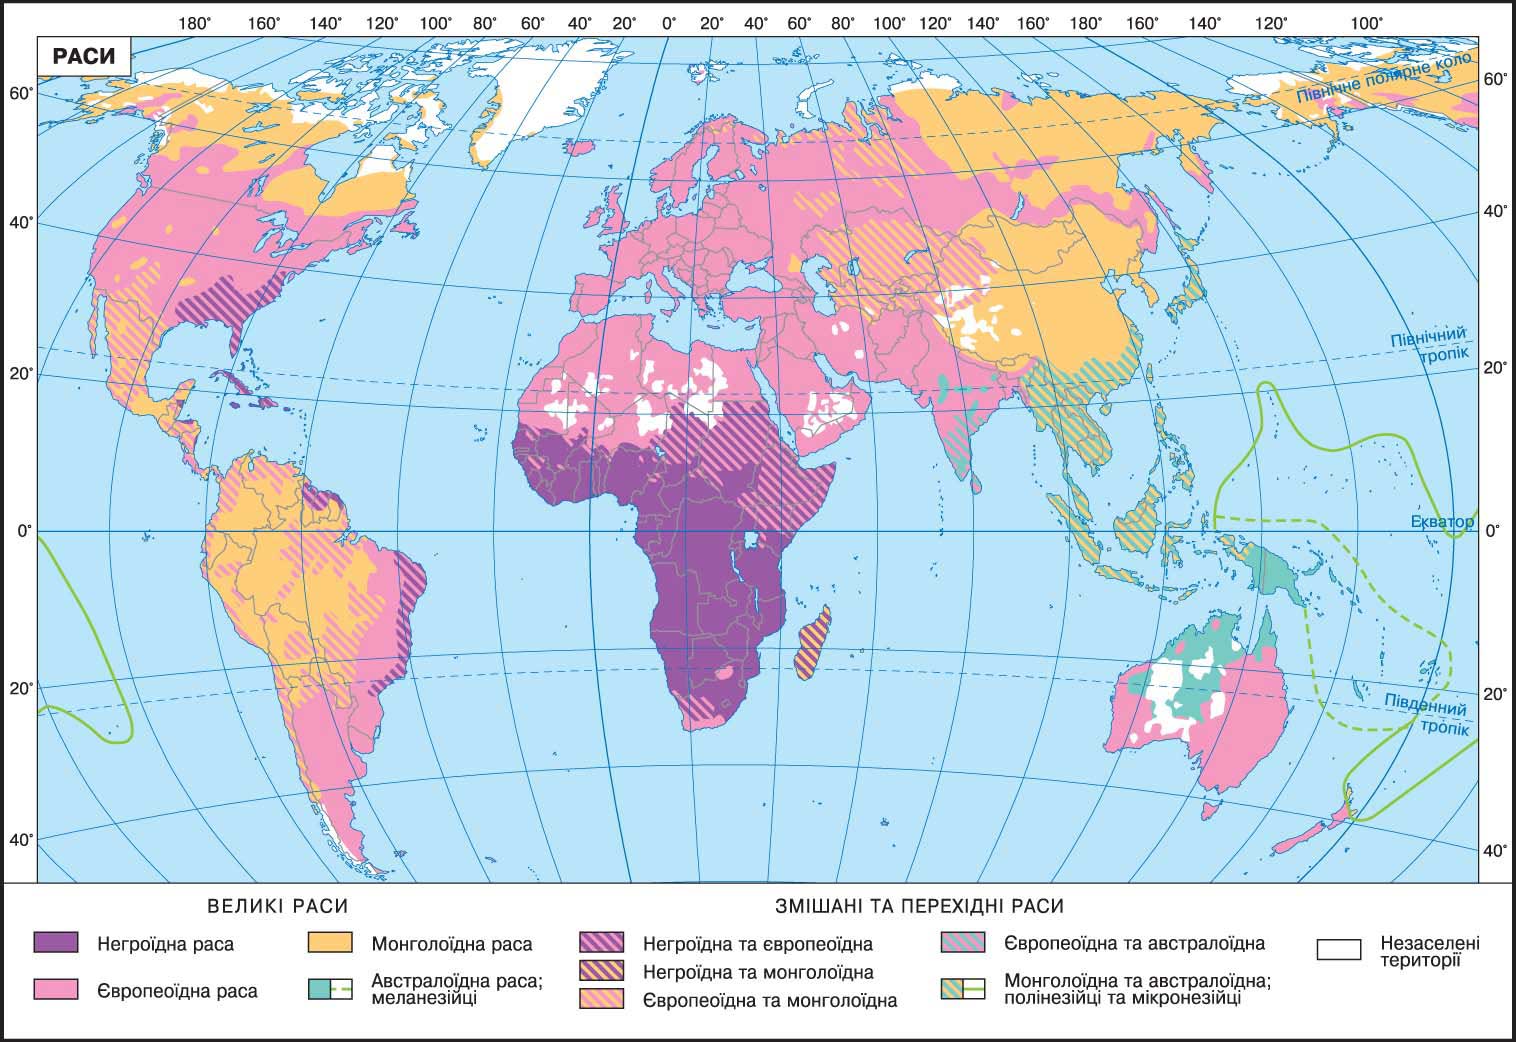 180° 160° 140° 120° 100° 80° 60° 40° 20° 0° 20° 40° 60° 80° 100° 120° 140° 160° 180° 160° 140° 120° 100°
РАСИ
Північне полярне коло
60° 60°
40° 40°
Північний
тропік
20° 20°
Екватор
0° 0°
20° 20°
Південний
тропік
40° 40°
ВЕЛИКІ РАСИ
Негроїдна раса
Європеоїдна раса
Монголоїдна раса
Австралоїдна раса;
меланезійці
ЗМІШАНІ ТА ПЕРЕХІДНІ РАСИ
Негроїдна та європеоїдна
Негроїдна та монголоїдна
Європеоїдна та монголоїдна
Європеоїдна та австралоїдна
Монголоїдна та австралоїдна;
полінезійці та мікронезійці
Незаселені
території